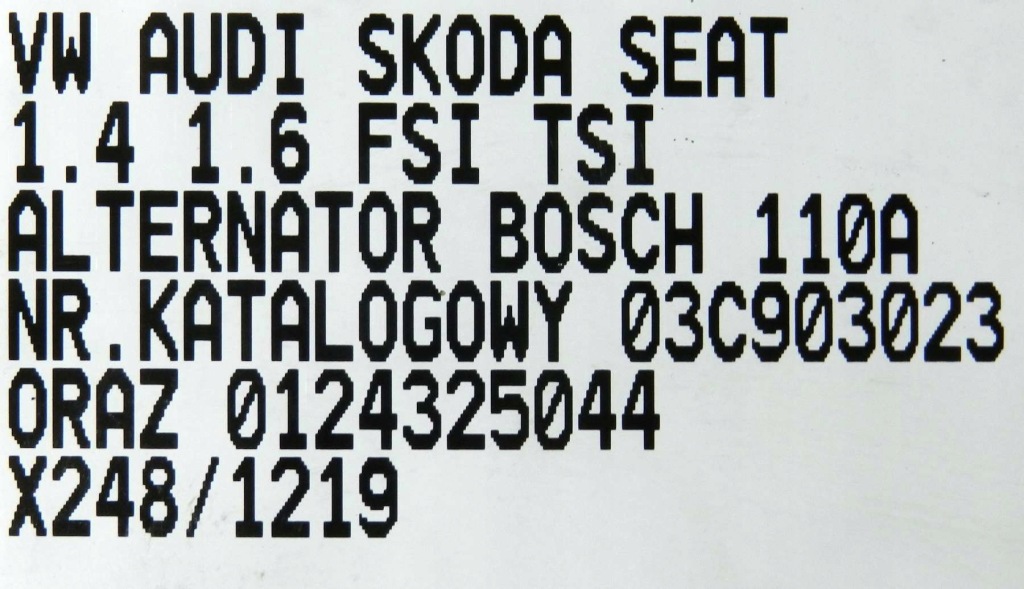 VW AUDI SKODA SEAT
1.4 1.6 FSI TSI
ALTERNATOR BOSCH 110A
NR.KATALOGOWY 03C903023
ORAZ 0124325044
X248/1219